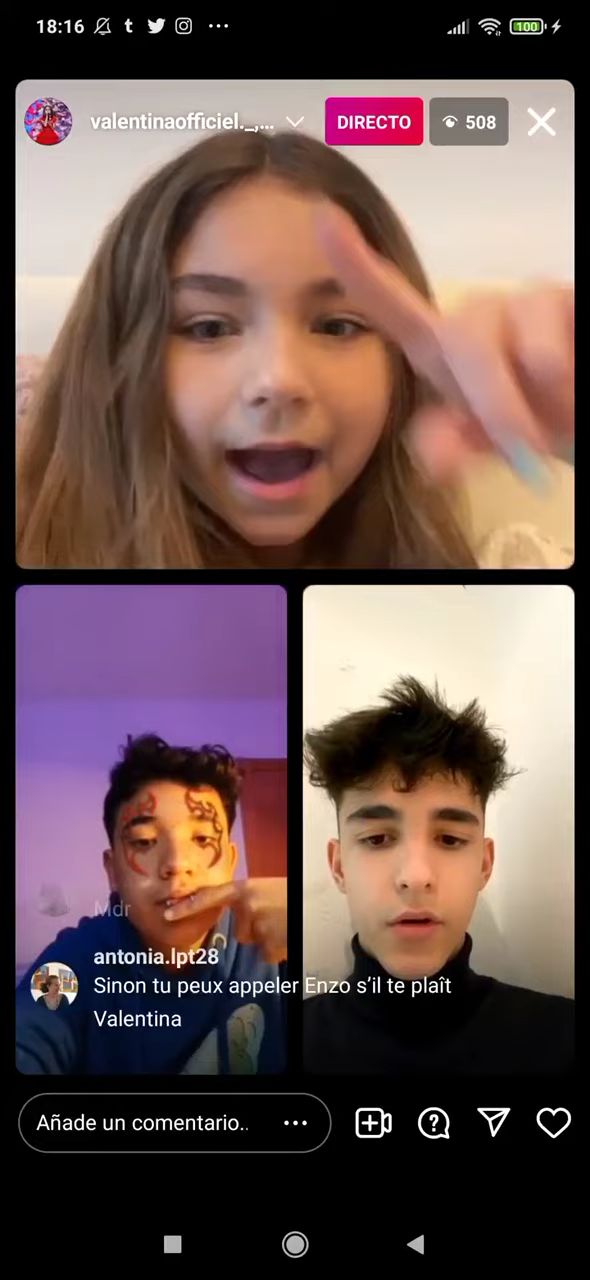 18:16 t ... 100
valentinaofficiel._,...
DIRECTO
508
Mdr
antonia.lpt28
Sinon tu peux appeler Enzo s’il te plaît
Valentina
Añade un comentario..